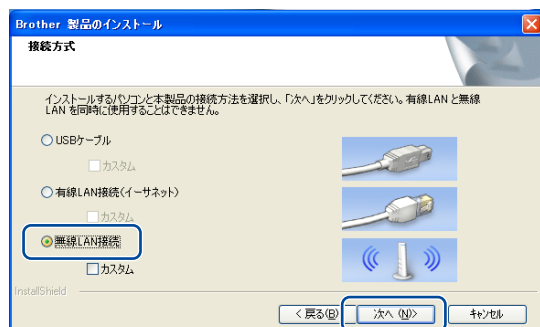 Brother 製品のインストール
接続方式
インストールするパソコンと本製品の接続方法を選択し、「次へ」をクリックしてください。有線LAN と無線
LAN を同時に使用することはできません。
USBケーブル
カスタム
有線LAN接続(イーサネット)
カスタム
無線LAN接続
カスタム
InstallShield
< 戻る(B) 次へ (N)> キャンセル